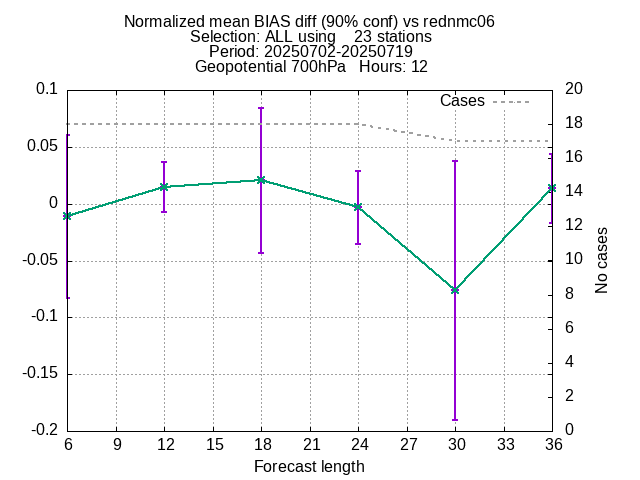 Normalized mean BIAS diff (90% conf) vs rednmc06
Selection: ALL using    23 stations
Period: 20250702-20250719
Geopotential 700hPa   Hours: 12
Cases
0.1
0.05
0
-0.05
-0.1
-0.15
-0.2
20
18
16
14
12
10
8
6
4
2
0
No cases
6 9 12 15 18 21 24 27 30 33 36
Forecast length